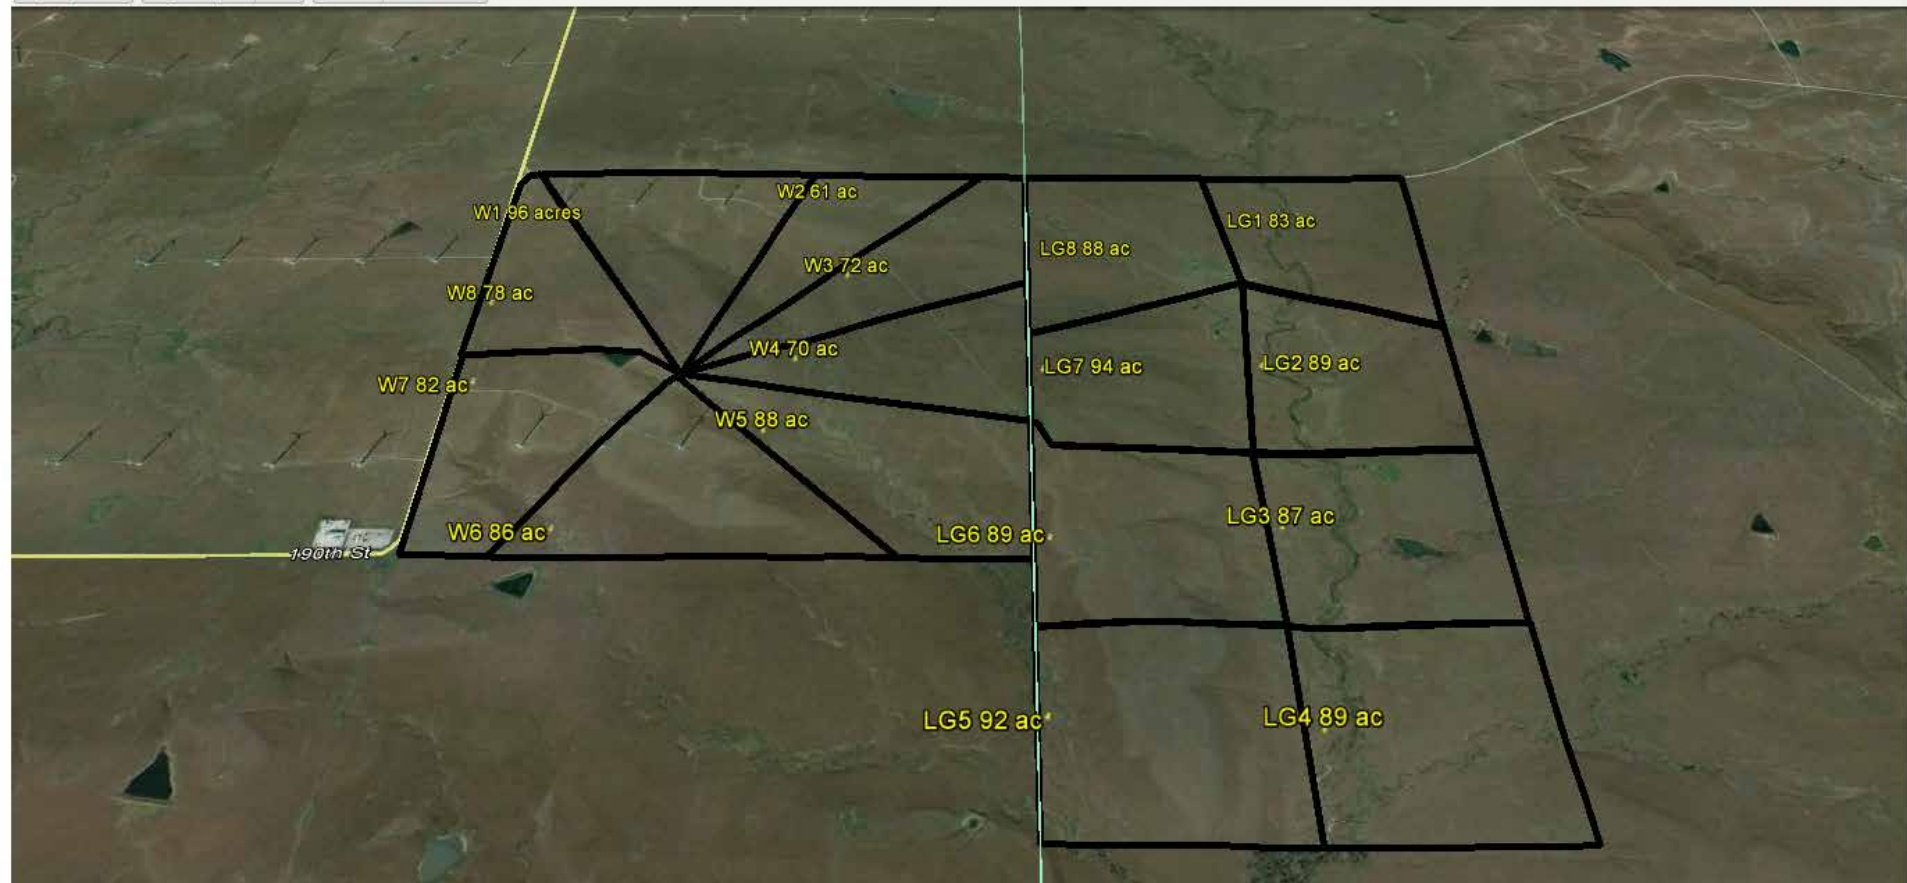 W1 96 acres
W2 61 ac
LG1 83 ac
LG8 88 ac
W3 72 ac
W8 78 ac
W4 70 ac
LG7 94 ac
LG2 89 ac
W7 82 ac
W5 88 ac
LG3 87 ac
W6 86 ac
LG6 89 ac
190th St
LG5 92 ac
LG4 89 ac